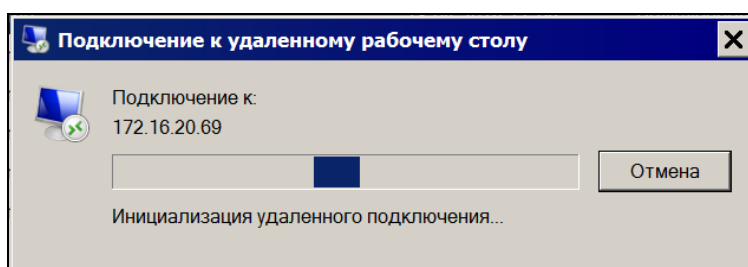 Подключение к удаленному рабочему столу
Подключение к:
172.16.20.69
Отмена
Инициализация удаленного подключения...